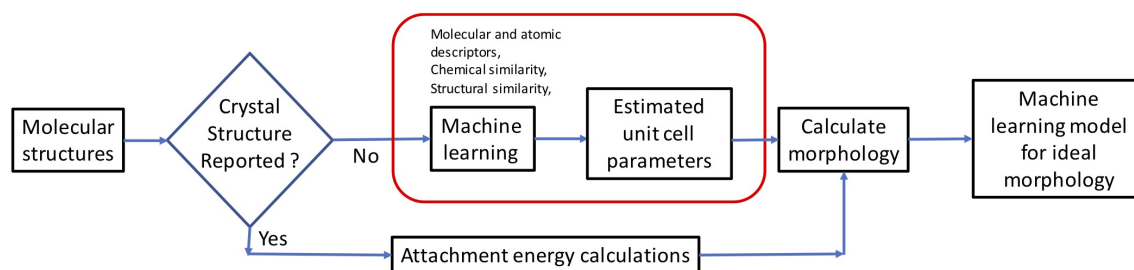 Molecular
structures
Crystal
Structure
Reported ?
No
Yes
Molecular and atomic
descriptors,
Chemical similarity,
Structural similarity,
Machine
learning
Estimated
unit cell
parameters
Calculate
morphology
Machine
learning model
for ideal
morphology
Attachment energy calculations